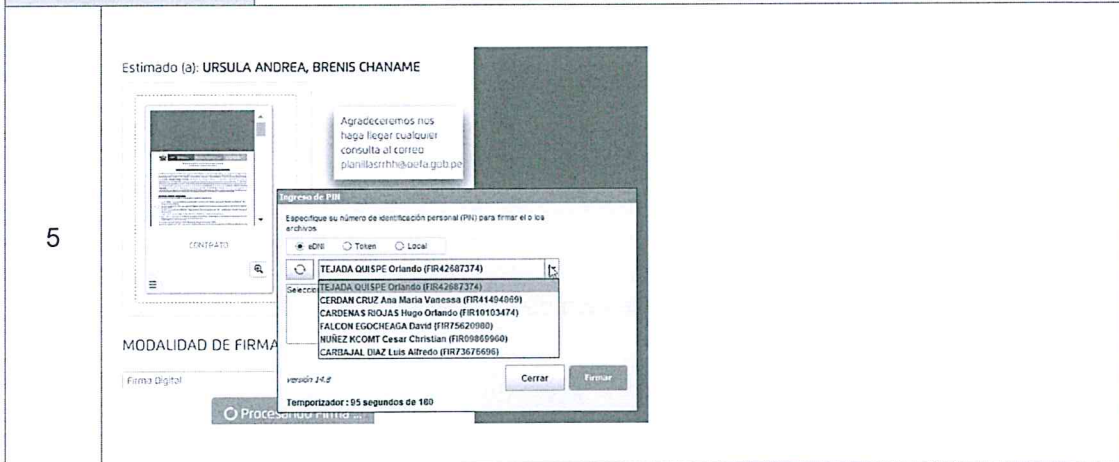 5
Estimado (a): URSULA ANDREA, BRENIS CHANAME
CONTRATO
Agradeceremos nos
haga llegar cualquier
consulta al correo
planillasrrhh@oefa.gob.pe
Ingreso de PIN
Especifique su número de identificación personal (PIN) para firmar el o los
archivos
eDNI Token Local
TEJADA QUISPE Orlando (FIR42687374)
Seleccio
TEJADA QUISPE Orlando (FIR42687374)
CERDAN CRUZ Ana Maria Vanessa (FIR41494869)
CARDENAS RIOJAS Hugo Orlando (FIR10103474)
FALCON EGOCHEAGA David (FIR75620980)
NUÑEZ KCOMT Cesar Christian (FIR09869960)
CARBAJAL DIAZ Luis Alfredo (FIR73676696)
MODALIDAD DE FIRMA
Firma Digital
versión 14.8
Cerrar
Firmar
Temporizador : 95 segundos de 180
Procesando Firma ...